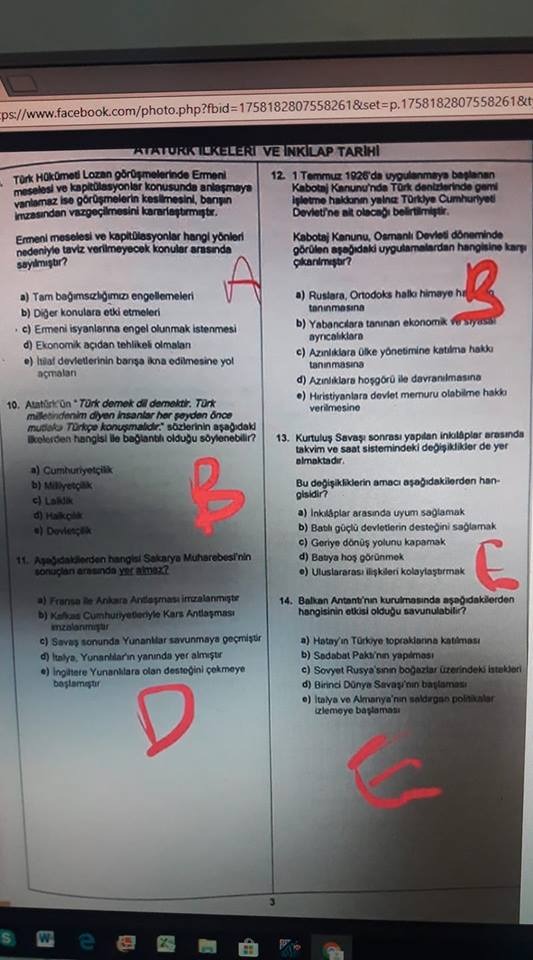 ps://www.facebook.com/photo.php?fbid=1758182807558261&set=p.1758182807558261&t
ATATÜRK İLKELERİ VE İNKILAP TARİHİ
Türk Hükümeti Lozan görüşmelerinde Ermeni
meselesi ve kapitülasyonlar konusunda anlaşmaya
varılamaz ise görüşmelerin kesilmesini, barışın
imzasından vazgeçilmesini kararlaştırmıştır.
Ermeni meselesi ve kapitülasyonlar hangi yönleri
nedeniyle taviz verilmeyecek konular arasında
sayılmıştır?
A
a) Tam bağımsızlığımızı engellemeleri
b) Diğer konulara etki etmeleri
c) Ermeni isyanlarına engel olunmak istenmesi
d) Ekonomik açıdan tehlikeli olmaları
e) İtilaf devletlerinin barışa ikna edilmesine yol
açmaları
10. Atatürk'ün "Türk demek dil demektir. Türk
milletindenim diyen insanlar her şeyden önce
mutlaka Türkçe konuşmalıdır." sözlerinin aşağıdaki
ilkelerden hangisi ile bağlantılı olduğu söylenebilir?
a) Cumhuriyetçilik
b) Milliyetçilik
c) Laiklik
d) Halkçılık
e) Devletçilik
B
11. Aşağıdakilerden hangisi Sakarya Muharebesi'nin
sonuçları arasında yer almaz?
a) Fransa ile Ankara Antlaşması imzalanmıştır
b) Kafkas Cumhuriyetleriyle Kars Antlaşması
imzalanmıştır
c) Savaş sonunda Yunanlılar savunmaya geçmiştir
d) İtalya, Yunanlılar'ın yanında yer almıştır
e) İngiltere Yunanlılara olan desteğini çekmeye
başlamıştır
D
12. 1 Temmuz 1926'da uygulanmaya başlanan
Kabotaj Kanunu'nda Türk denizlerinde gemi
işletme hakkının yalnız Türkiye Cumhuriyeti
Devleti'ne ait olacağı belirtilmiştir.
Kabotaj Kanunu, Osmanlı Devleti döneminde
görülen aşağıdaki uygulamalardan hangisine karşı
çıkarılmıştır?
B
a) Ruslara, Ortodoks halkı himaye
tanınmasına
b) Yabancılara tanınan ekonomik ve siyasal
ayrıcalıklara
c) Azınlıklara ülke yönetimine katılma hakkı
tanınmasına
d) Azınlıklara hoşgörü ile davranılmasına
e) Hıristiyanlara devlet memuru olabilme hakkı
verilmesine
13. Kurtuluş Savaşı sonrası yapılan inkılâplar arasında
takvim ve saat sistemindeki değişiklikler de yer
almaktadır.
Bu değişikliklerin amacı aşağıdakilerden han-
gisidir?
a) İnkılâplar arasında uyum sağlamak
b) Batılı güçlü devletlerin desteğini sağlamak
c) Geriye dönüş yolunu kapamak
d) Batıya hoş görünmek
e) Uluslararası ilişkileri kolaylaştırmak
E
14. Balkan Antantı'nın kurulmasında aşağıdakilerden
hangisinin etkisi olduğu savunulabilir?
a) Hatay'ın Türkiye topraklarına katılması
b) Sadabat Paktı'nın yapılması
c) Sovyet Rusya'sının boğazlar üzerindeki istekleri
d) Birinci Dünya Savaşı'nın başlaması
e) İtalya ve Almanya'nın saldırgan politikalar
izlemeye başlaması
E
3